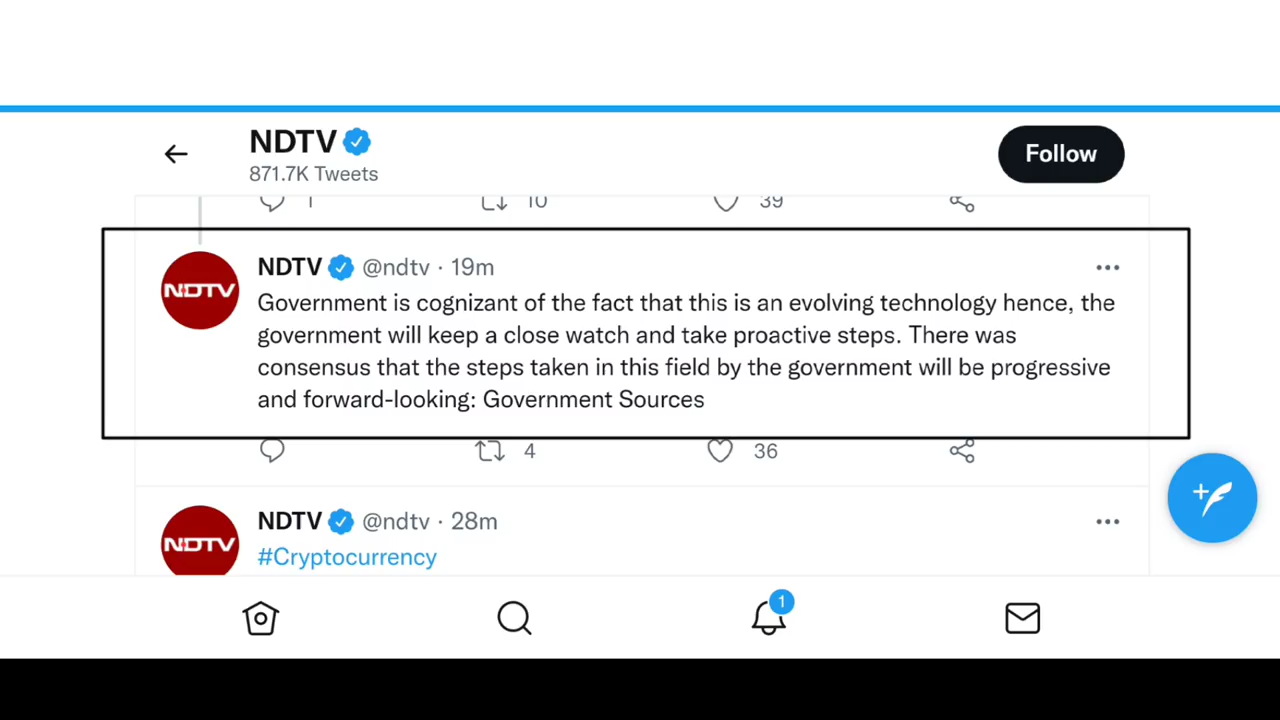 NDTV
871.7K Tweets
Follow
1 10 39
NDTV
NDTV @ndtv · 19m
Government is cognizant of the fact that this is an evolving technology hence, the
government will keep a close watch and take proactive steps. There was
consensus that the steps taken in this field by the government will be progressive
and forward-looking: Government Sources
4 36
NDTV
NDTV @ndtv · 28m
#Cryptocurrency
1